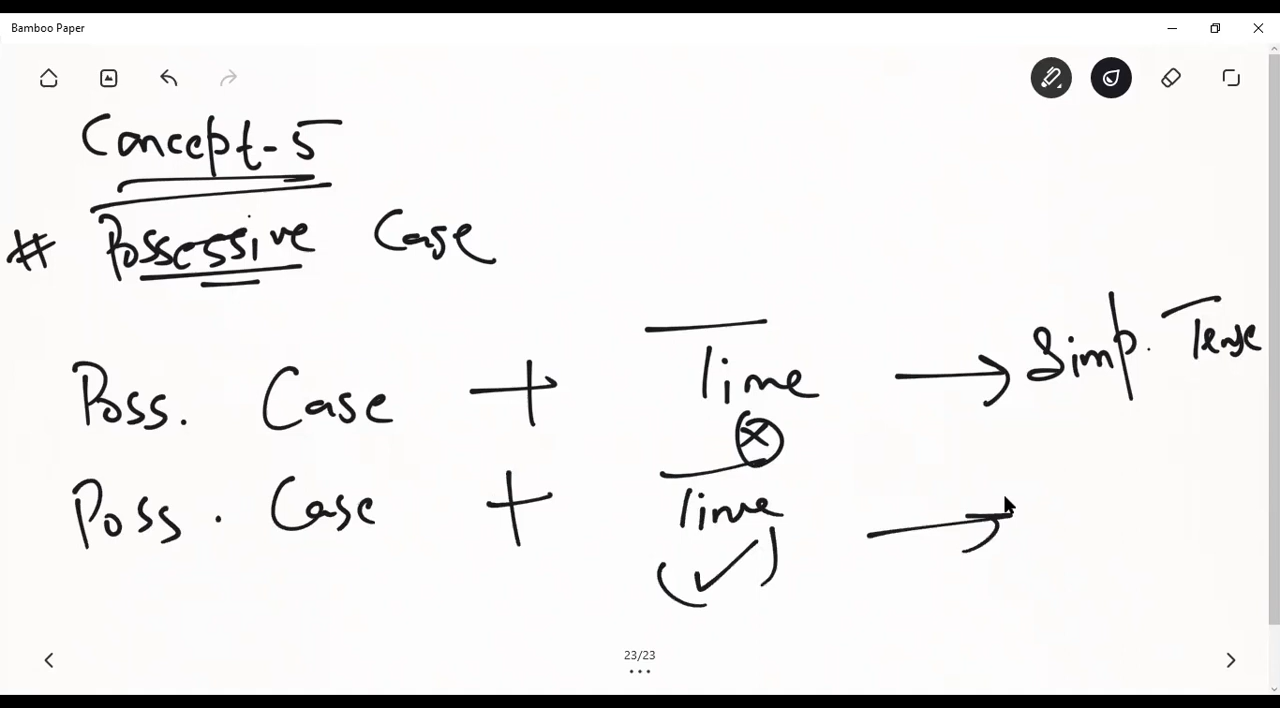 Bamboo Paper
Concept-5
# Possessive Case
Poss. Case + Time → Simp. Tense
(×)
Poss. Case + Time →
(✓)
23/23